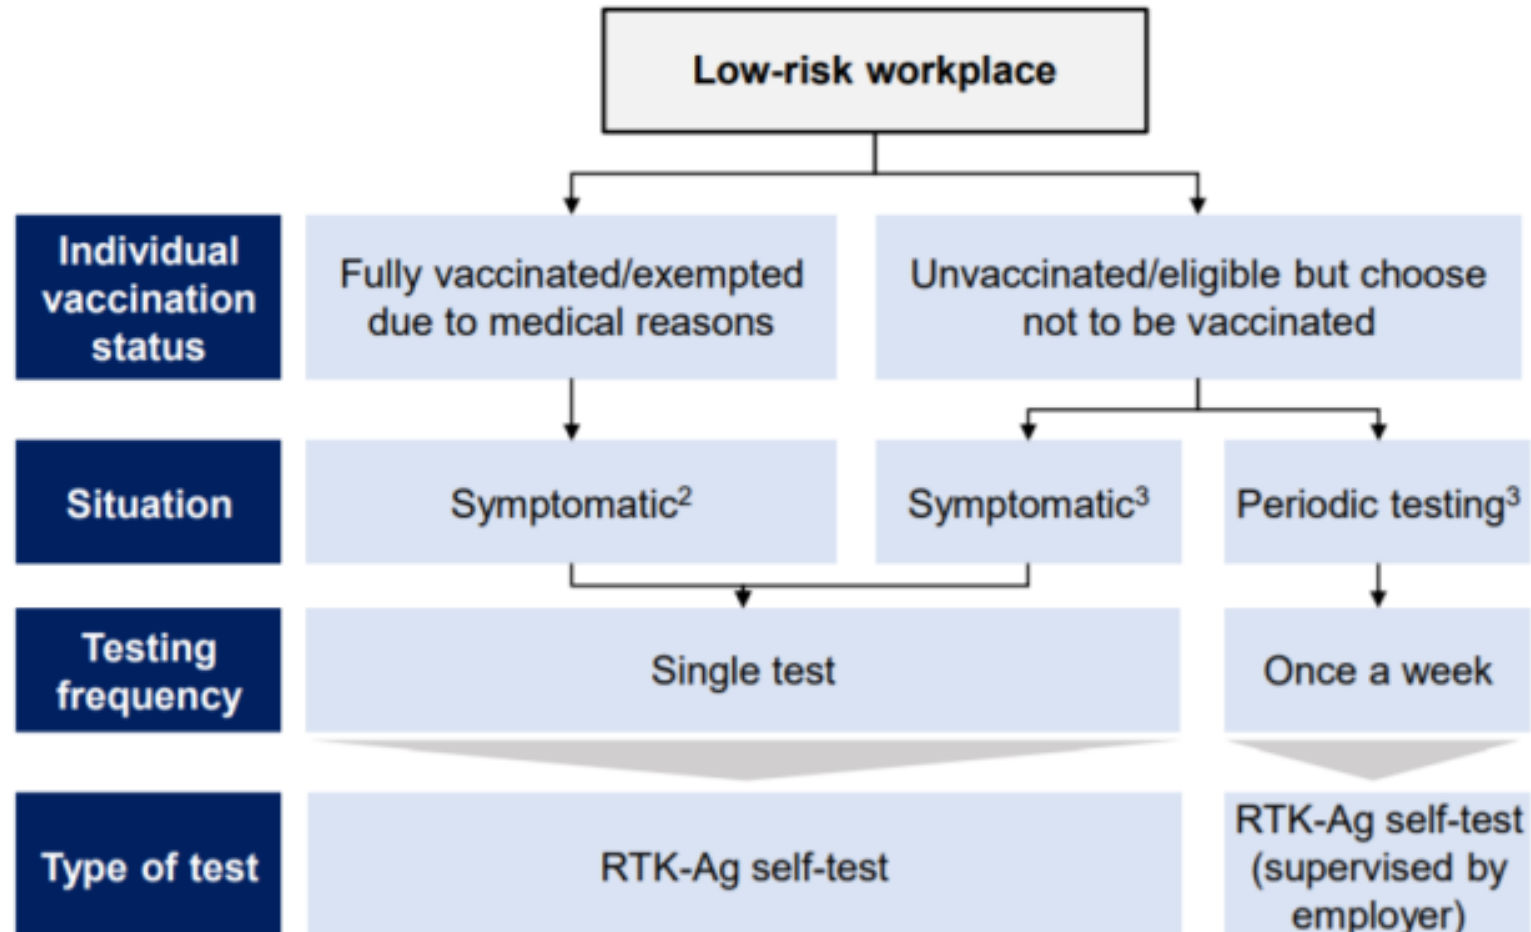 Low-risk workplace
Individual
vaccination
status
Fully vaccinated/exempted
due to medical reasons
Unvaccinated/eligible but choose
not to be vaccinated
Situation
Symptomatic²
Symptomatic³
Periodic testing³
Testing
frequency
Single test
Once a week
Type of test
RTK-Ag self-test
RTK-Ag self-test
(supervised by
employer)